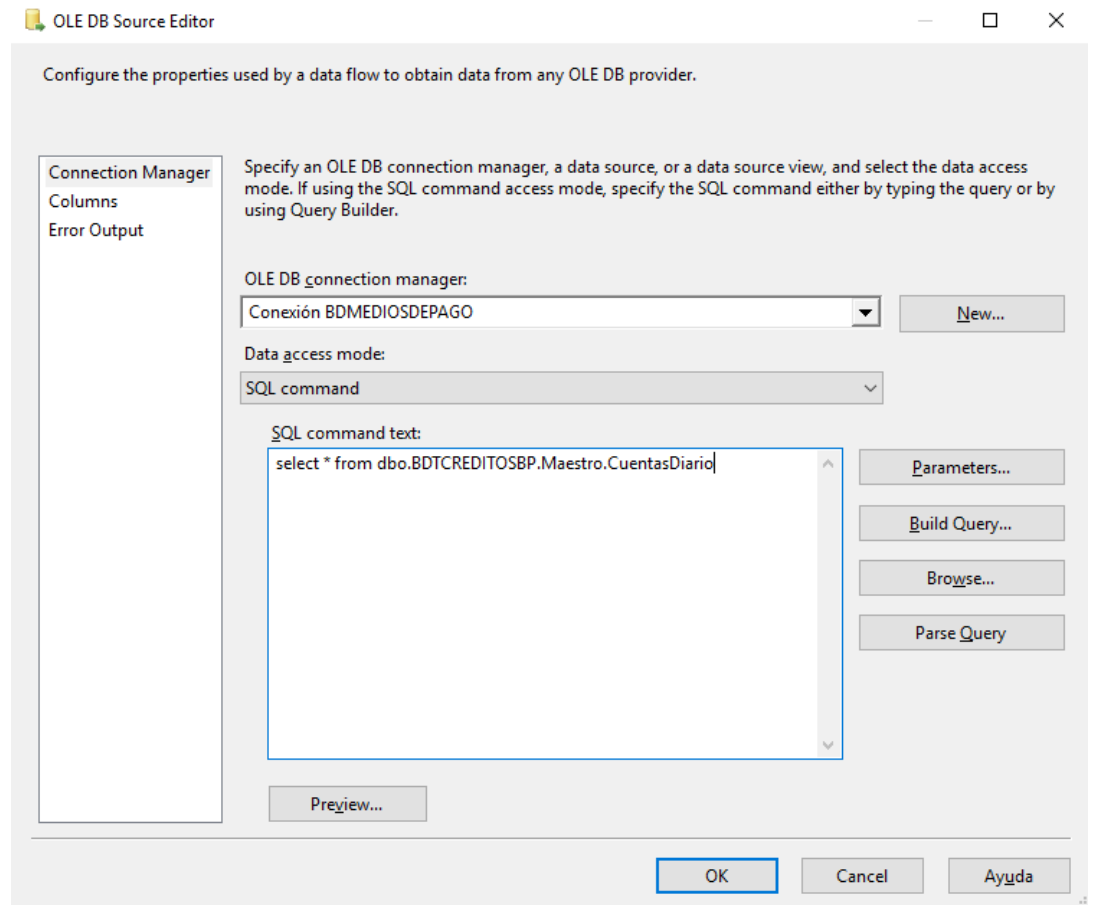 OLE DB Source Editor
Configure the properties used by a data flow to obtain data from any OLE DB provider.
Connection Manager
Columns
Error Output
Specify an OLE DB connection manager, a data source, or a data source view, and select the data access
mode. If using the SQL command access mode, specify the SQL command either by typing the query or by
using Query Builder.
OLE DB connection manager:
Conexión BDMEDIOSDEPAGO
New...
Data access mode:
SQL command
SQL command text:
select * from dbo.BDTCREDITOSBP.Maestro.CuentasDiario
Parameters...
Build Query...
Browse...
Parse Query
Preview...
OK
Cancel
Ayuda